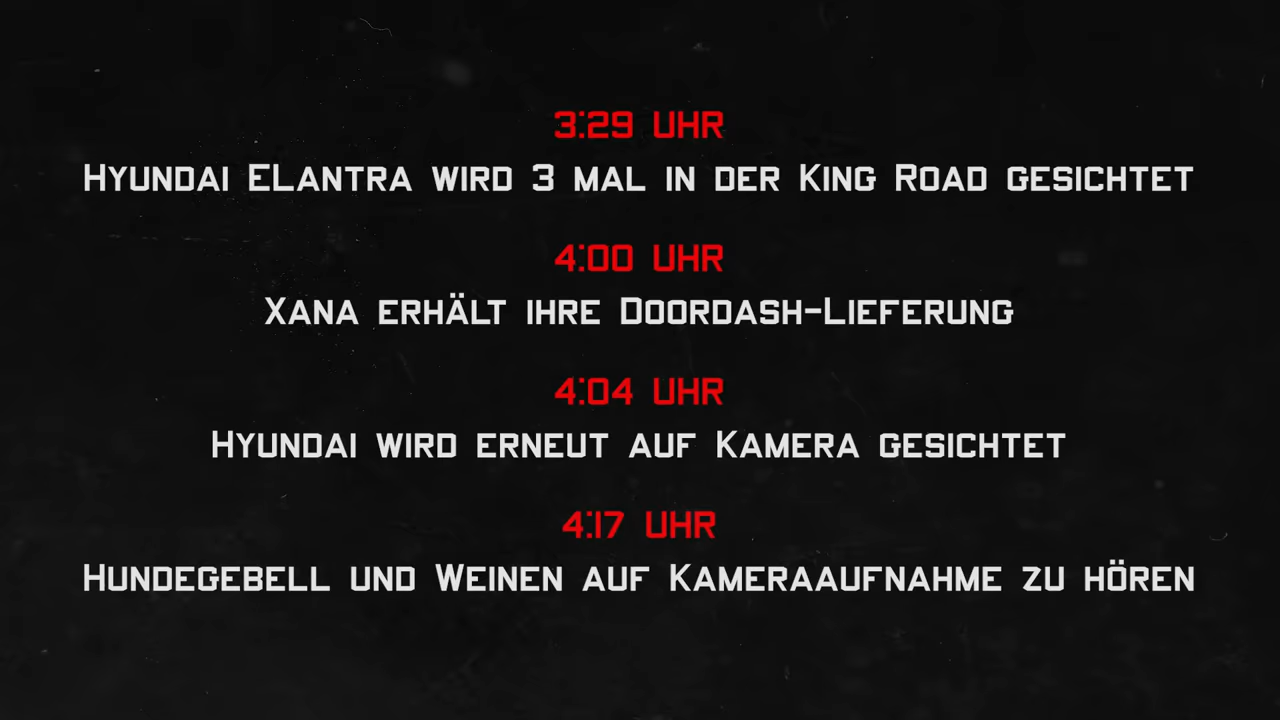 3:29 UHR
HYUNDAI ELANTRA WIRD 3 MAL IN DER KING ROAD GESICHTET
4:00 UHR
XANA ERHÄLT IHRE DOORDASH-LIEFERUNG
4:04 UHR
HYUNDAI WIRD ERNEUT AUF KAMERA GESICHTET
4:17 UHR
HUNDEGEBELL UND WEINEN AUF KAMERAAUFNAHME ZU HÖREN